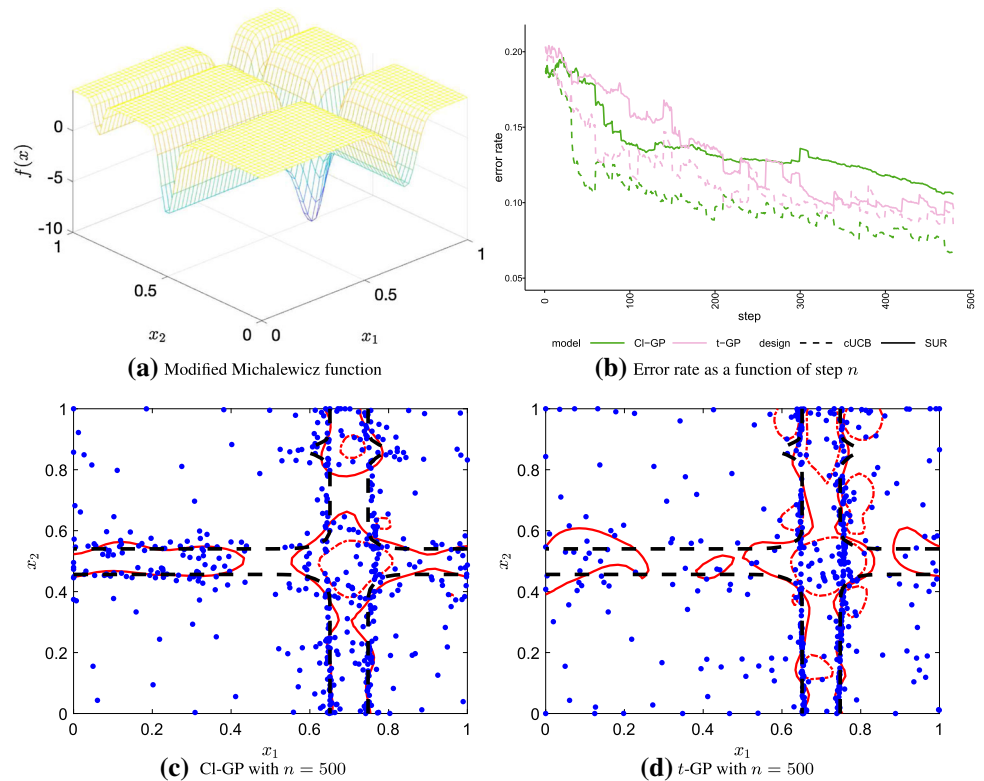 0
-5
-10
f(x)
1
0.5
0
x₂
0
0.5
1
x₁
(a) Modified Michalewicz function
0.20
0.15
0.10
0.05
error rate
0 100 200 300 400 500
step
model Cl-GP t-GP design cUCB SUR
(b) Error rate as a function of step n
1
0.8
0.6
0.4
0.2
0
x₂
0 0.2 0.4 0.6 0.8 1
x₁
(c) Cl-GP with n = 500
1
0.8
0.6
0.4
0.2
0
x₂
0 0.2 0.4 0.6 0.8 1
x₁
(d) t-GP with n = 500